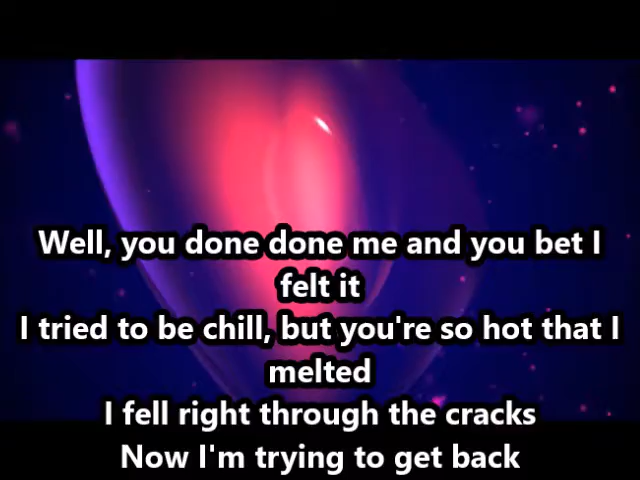 Well, you done done me and you bet I
felt it
I tried to be chill, but you're so hot that I
melted
I fell right through the cracks
Now I'm trying to get back